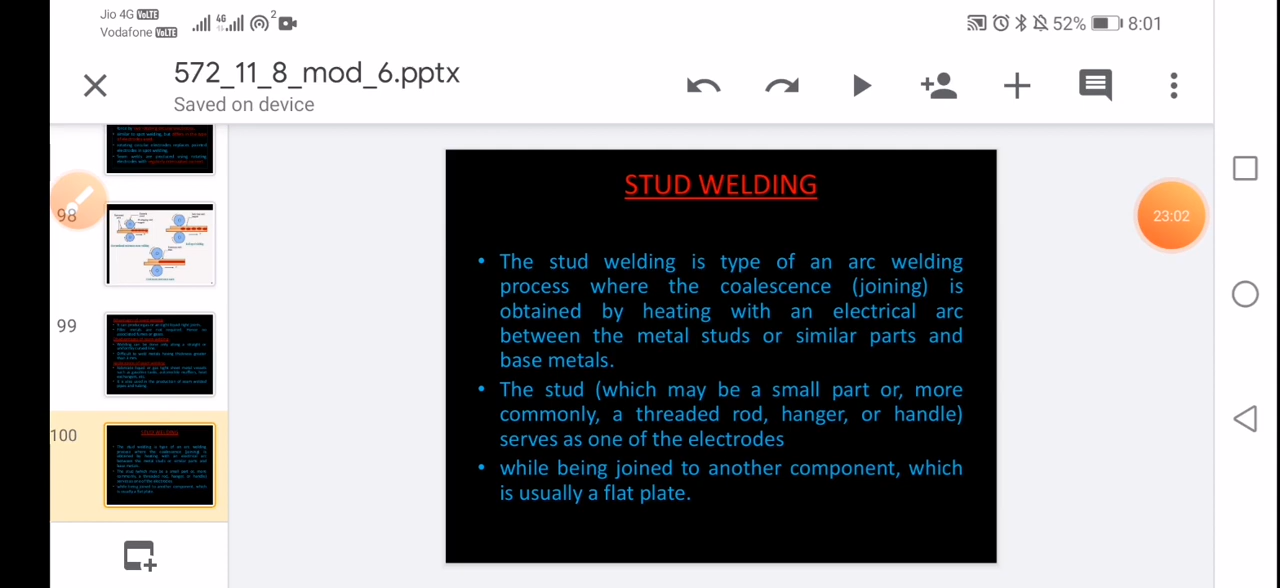 Jio 4G VoLTE
Vodafone VoLTE
4G
2
52%
8:01
572_11_8_mod_6.pptx
Saved on device
98
99
100
23:02
STUD WELDING
• The stud welding is type of an arc welding
process where the coalescence (joining) is
obtained by heating with an electrical arc
between the metal studs or similar parts and
base metals.
• The stud (which may be a small part or, more
commonly, a threaded rod, hanger, or handle)
serves as one of the electrodes
• while being joined to another component, which
is usually a flat plate.